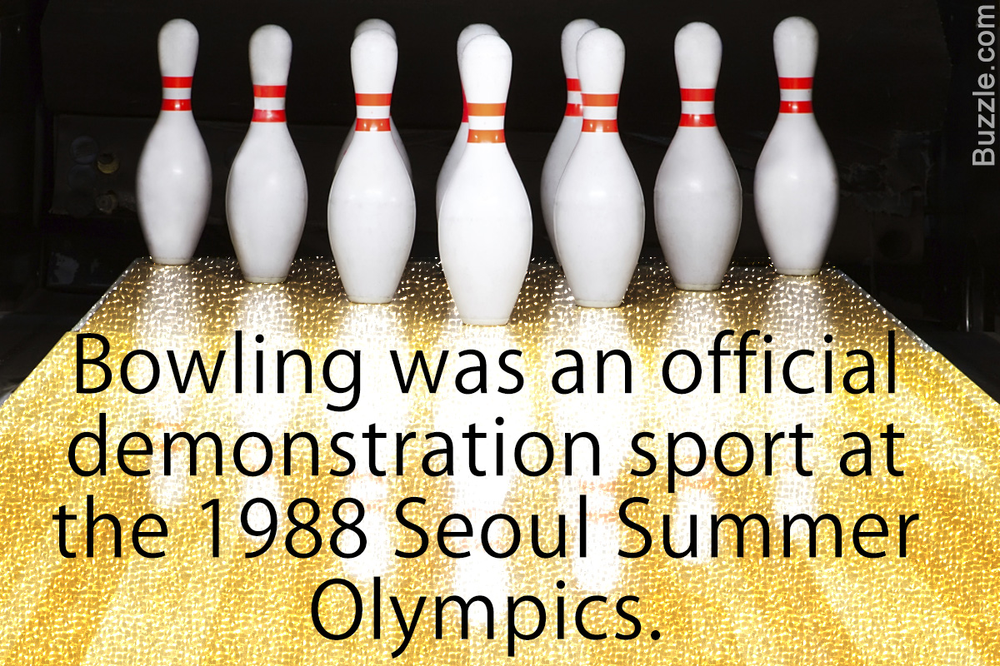 Buzzle.com
Bowling was an official
demonstration sport at
the 1988 Seoul Summer
Olympics.